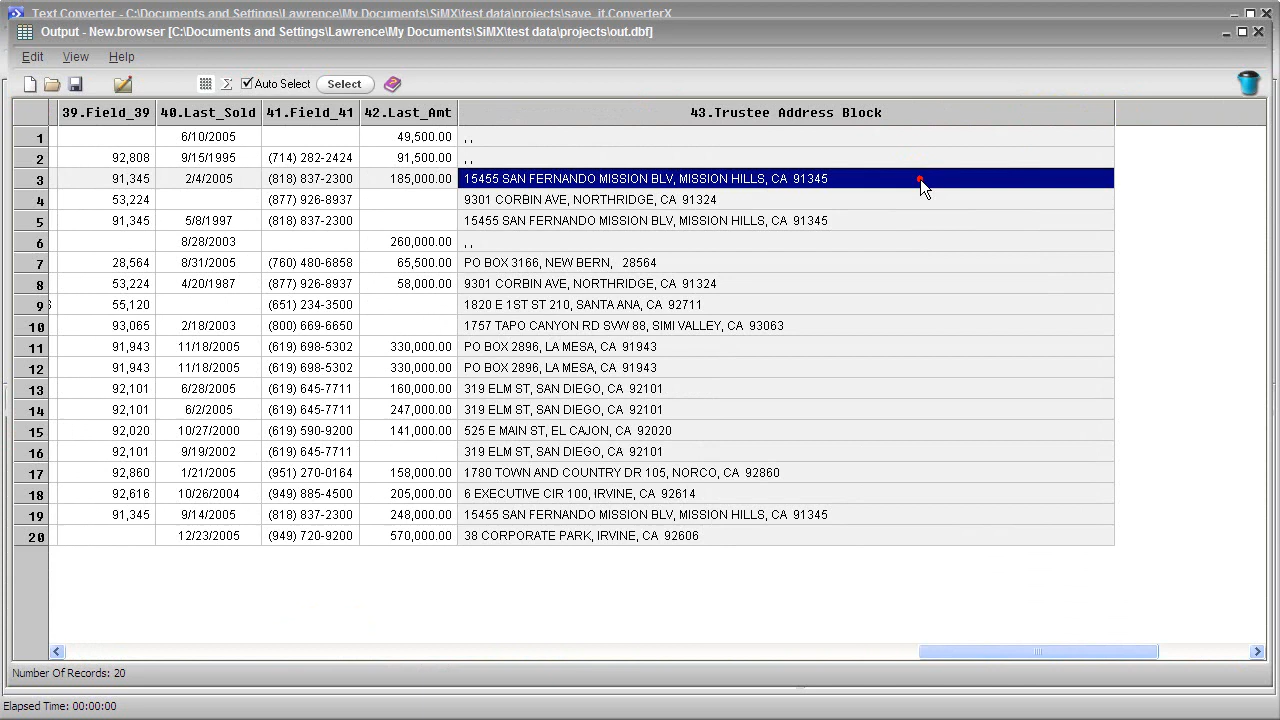 Text Converter - C:\Documents and Settings\Lawrence\My Documents\SiMX\test data\projects\save_it.ConverterX
Output - New.browser [C:\Documents and Settings\Lawrence\My Documents\SiMX\test data\projects\out.dbf]
Edit View Help
Auto Select Select
39.Field_39 40.Last_Sold 41.Field_41 42.Last_Amt 43.Trustee Address Block
1 6/10/2005 49,500.00 , ,
2 92,808 9/15/1995 (714) 282-2424 91,500.00 , ,
3 91,345 2/4/2005 (818) 837-2300 185,000.00 15455 SAN FERNANDO MISSION BLV, MISSION HILLS, CA 91345
4 53,224 (877) 926-8937 9301 CORBIN AVE, NORTHRIDGE, CA 91324
5 91,345 5/8/1997 (818) 837-2300 15455 SAN FERNANDO MISSION BLV, MISSION HILLS, CA 91345
6 8/28/2003 260,000.00 , ,
7 28,564 8/31/2005 (760) 480-6858 65,500.00 PO BOX 3166, NEW BERN, 28564
8 53,224 4/20/1987 (877) 926-8937 58,000.00 9301 CORBIN AVE, NORTHRIDGE, CA 91324
9 55,120 (651) 234-3500 1820 E 1ST ST 210, SANTA ANA, CA 92711
10 93,065 2/18/2003 (800) 669-6650 1757 TAPO CANYON RD SVW 88, SIMI VALLEY, CA 93063
11 91,943 11/18/2005 (619) 698-5302 330,000.00 PO BOX 2896, LA MESA, CA 91943
12 91,943 11/18/2005 (619) 698-5302 330,000.00 PO BOX 2896, LA MESA, CA 91943
13 92,101 6/28/2005 (619) 645-7711 160,000.00 319 ELM ST, SAN DIEGO, CA 92101
14 92,101 6/2/2005 (619) 645-7711 247,000.00 319 ELM ST, SAN DIEGO, CA 92101
15 92,020 10/27/2000 (619) 590-9200 141,000.00 525 E MAIN ST, EL CAJON, CA 92020
16 92,101 9/19/2002 (619) 645-7711 319 ELM ST, SAN DIEGO, CA 92101
17 92,860 1/21/2005 (951) 270-0164 158,000.00 1780 TOWN AND COUNTRY DR 105, NORCO, CA 92860
18 92,616 10/26/2004 (949) 885-4500 205,000.00 6 EXECUTIVE CIR 100, IRVINE, CA 92614
19 91,345 9/14/2005 (818) 837-2300 248,000.00 15455 SAN FERNANDO MISSION BLV, MISSION HILLS, CA 91345
20 12/23/2005 (949) 720-9200 570,000.00 38 CORPORATE PARK, IRVINE, CA 92606
Number Of Records: 20
Elapsed Time: 00:00:00